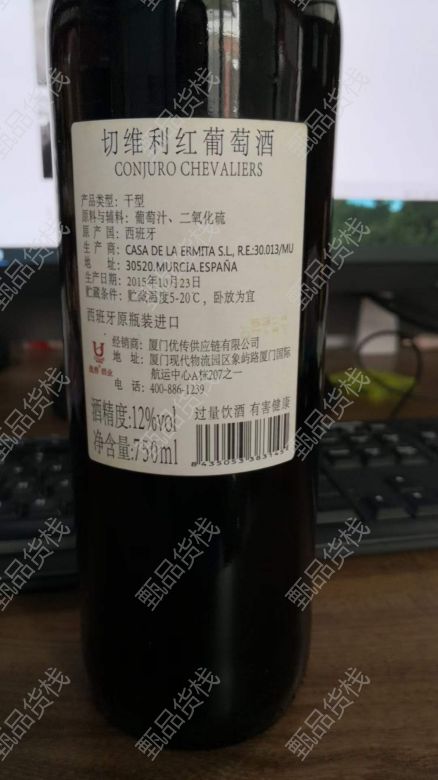 切维利红葡萄酒
CONJURO CHEVALIERS
产品类型：干型
原料与辅料：葡萄汁、二氧化硫
原产国：西班牙
生产商：CASA DE LA ERMITA S.L, R.E:30.013/MU
地址：30520.MURCIA.ESPAÑA
生产日期：2015年10月23日
贮藏条件：贮藏温度5-20℃，卧放为宜
西班牙原瓶装进口
经销商：厦门优传供应链有限公司
地址：厦门现代物流园区象屿路厦门国际
航运中心A栋207之一
电话：400-886-1239
酒精度:12%vol
净含量:750ml
过量饮酒 有害健康
甄品货栈